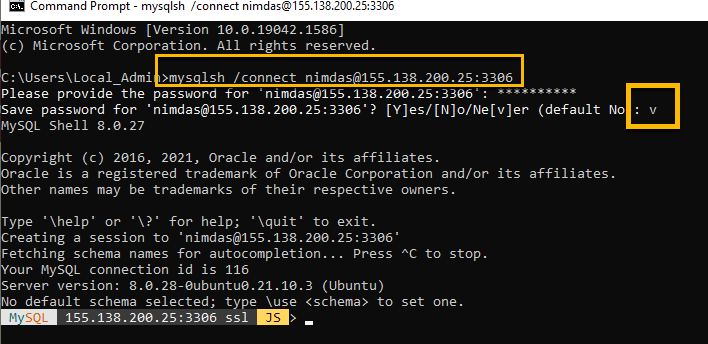 Command Prompt - mysqlsh /connect nimdas@155.138.200.25:3306
Microsoft Windows [Version 10.0.19042.1586]
(c) Microsoft Corporation. All rights reserved.
C:\Users\Local_Admin>mysqlsh /connect nimdas@155.138.200.25:3306
Please provide the password for 'nimdas@155.138.200.25:3306': **********
Save password for 'nimdas@155.138.200.25:3306'? [Y]es/[N]o/Ne[v]er (default No): v
MySQL Shell 8.0.27
Copyright (c) 2016, 2021, Oracle and/or its affiliates.
Oracle is a registered trademark of Oracle Corporation and/or its affiliates.
Other names may be trademarks of their respective owners.
Type '\help' or '\?' for help; '\quit' to exit.
Creating a session to 'nimdas@155.138.200.25:3306'
Fetching schema names for autocompletion... Press ^C to stop.
Your MySQL connection id is 116
Server version: 8.0.28-0ubuntu0.21.10.3 (Ubuntu)
No default schema selected; type \use <schema> to set one.
MySQL 155.138.200.25:3306 ssl JS > _